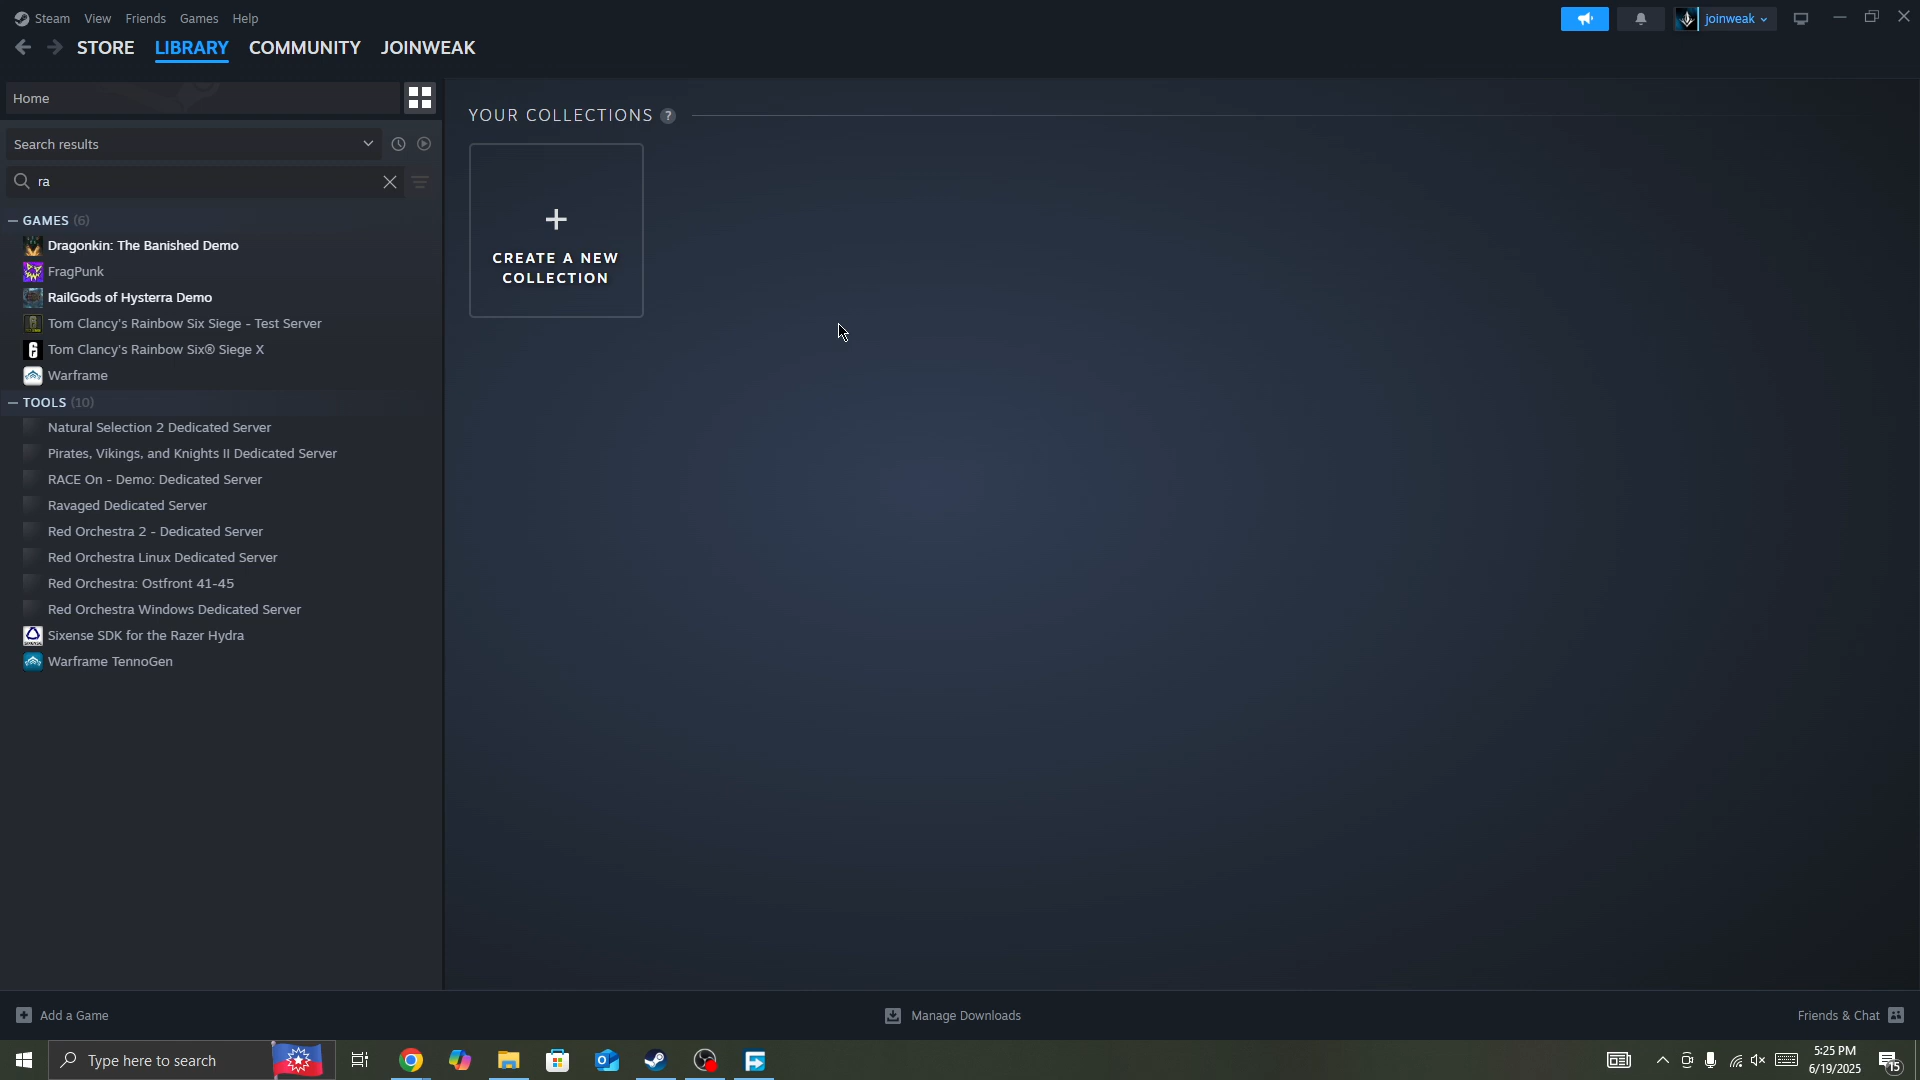 Steam View Friends Games Help
joinweak
STORE LIBRARY COMMUNITY JOINWEAK
Home
YOUR COLLECTIONS ?
Search results
ra
CREATE A NEW
COLLECTION
GAMES (6)
Dragonkin: The Banished Demo
FragPunk
RailGods of Hysterra Demo
Tom Clancy's Rainbow Six Siege - Test Server
Tom Clancy's Rainbow Six® Siege X
Warframe
TOOLS (10)
Natural Selection 2 Dedicated Server
Pirates, Vikings, and Knights II Dedicated Server
RACE On - Demo: Dedicated Server
Ravaged Dedicated Server
Red Orchestra 2 - Dedicated Server
Red Orchestra Linux Dedicated Server
Red Orchestra: Ostfront 41-45
Red Orchestra Windows Dedicated Server
Sixense SDK for the Razer Hydra
Warframe TennoGen
Add a Game
Manage Downloads
Friends & Chat
Type here to search
5:25 PM
6/19/2025
15